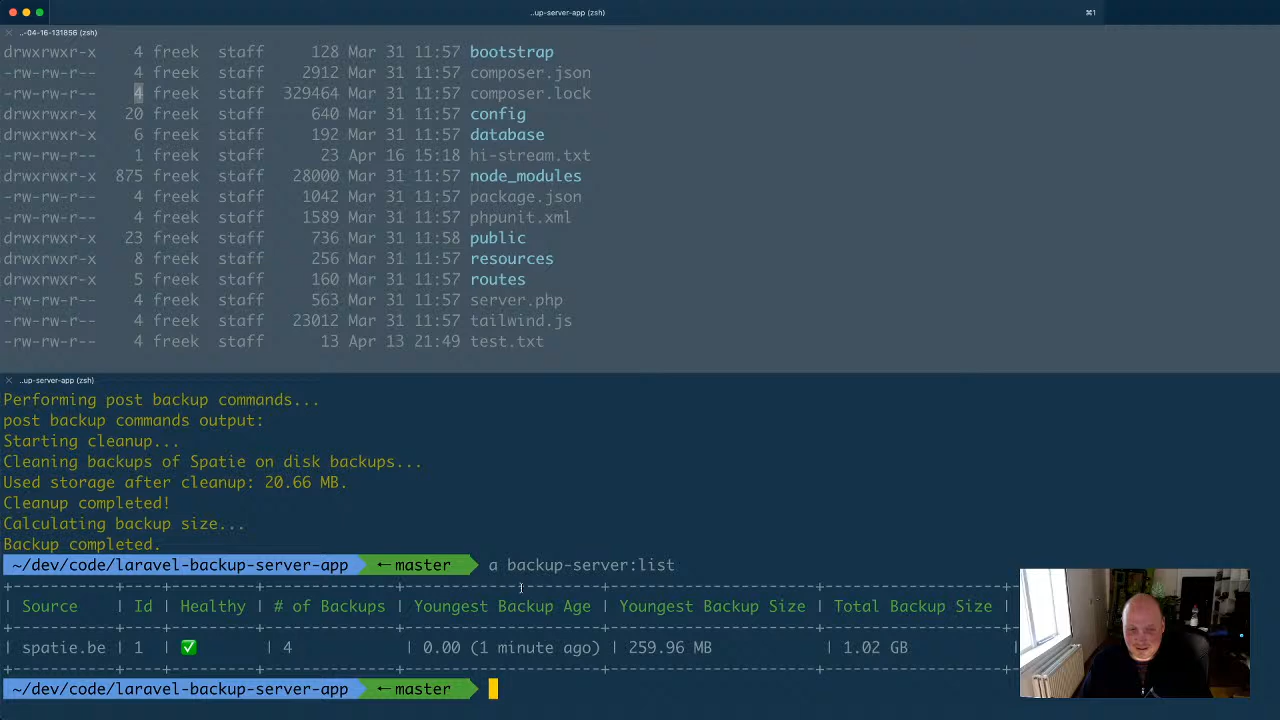 ..up-server-app (zsh) ⌘1
..-04-16-131856 (zsh)
drwxrwxr-x 4 freek staff 128 Mar 31 11:57 bootstrap
-rw-rw-r-- 4 freek staff 2912 Mar 31 11:57 composer.json
-rw-rw-r-- 4 freek staff 329464 Mar 31 11:57 composer.lock
drwxrwxr-x 20 freek staff 640 Mar 31 11:57 config
drwxrwxr-x 6 freek staff 192 Mar 31 11:57 database
-rw-rw-r-- 1 freek staff 23 Apr 16 15:18 hi-stream.txt
drwxrwxr-x 875 freek staff 28000 Mar 31 11:57 node_modules
-rw-rw-r-- 4 freek staff 1042 Mar 31 11:57 package.json
-rw-rw-r-- 4 freek staff 1589 Mar 31 11:57 phpunit.xml
drwxrwxr-x 23 freek staff 736 Mar 31 11:58 public
drwxrwxr-x 8 freek staff 256 Mar 31 11:57 resources
drwxrwxr-x 5 freek staff 160 Mar 31 11:57 routes
-rw-rw-r-- 4 freek staff 563 Mar 31 11:57 server.php
-rw-rw-r-- 4 freek staff 23012 Mar 31 11:57 tailwind.js
-rw-rw-r-- 4 freek staff 13 Apr 13 21:49 test.txt
..up-server-app (zsh)
Performing post backup commands...
post backup commands output:
Starting cleanup...
Cleaning backups of Spatie on disk backups...
Used storage after cleanup: 20.66 MB.
Cleanup completed!
Calculating backup size...
Backup completed.
~/dev/code/laravel-backup-server-app ← master a backup-server:list
| Source | Id | Healthy | # of Backups | Youngest Backup Age | Youngest Backup Size | Total Backup Size |
| spatie.be | 1 | ✅ | 4 | 0.00 (1 minute ago) | 259.96 MB | 1.02 GB |
~/dev/code/laravel-backup-server-app ← master